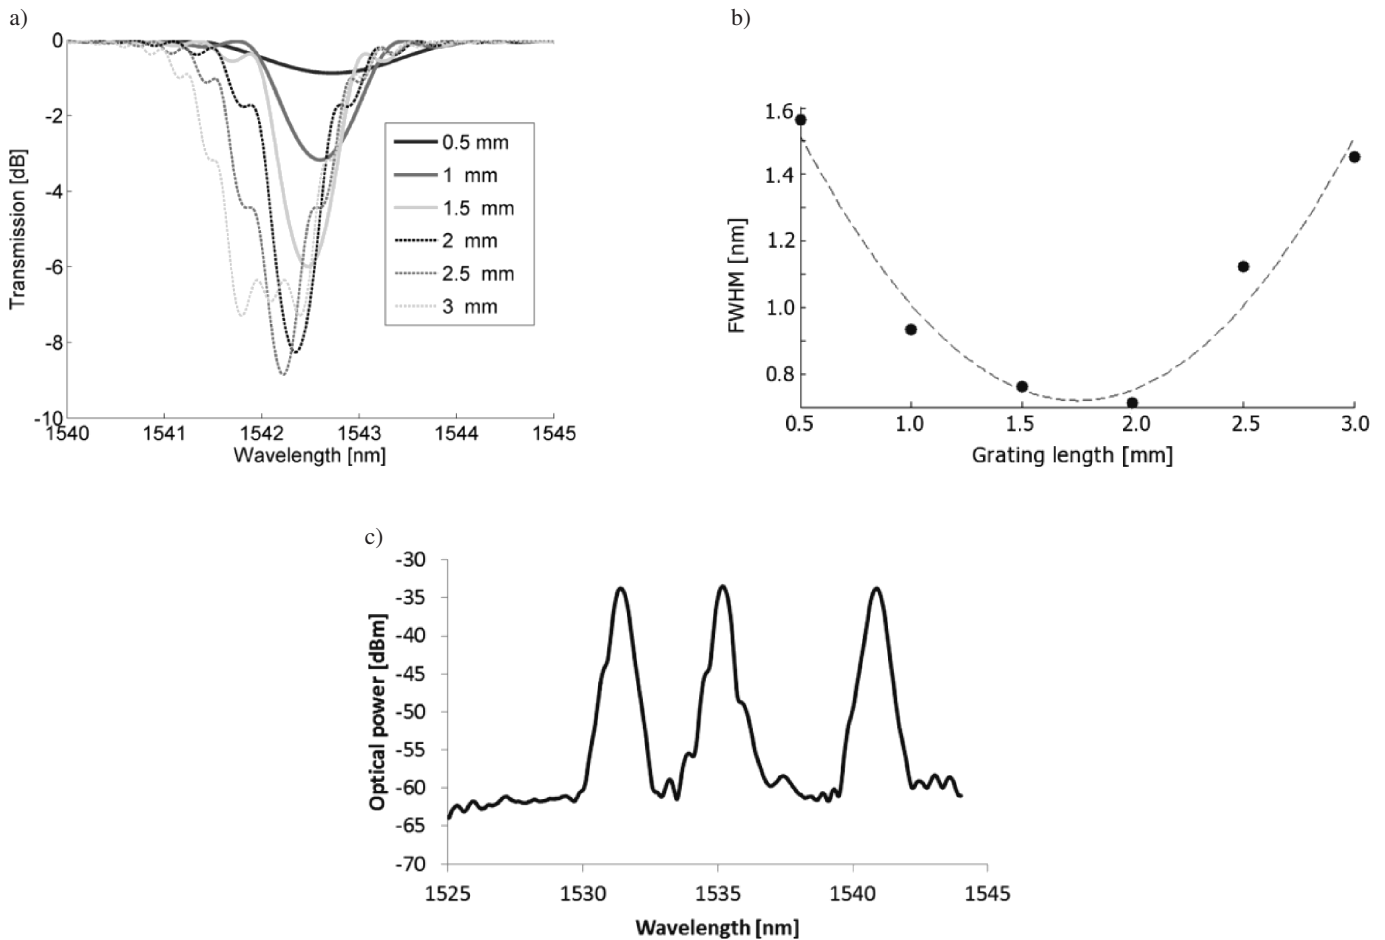 a)
0
-2
-4
-6
-8
-10
Transmission [dB]
0.5 mm
1 mm
1.5 mm
2 mm
2.5 mm
3 mm
1540
1541
1542
1543
1544
1545
Wavelength [nm]
b)
1.6
1.4
1.2
1.0
0.8
FWHM [nm]
0.5
1.0
1.5
2.0
2.5
3.0
Grating length [mm]
c)
-30
-35
-40
-45
-50
-55
-60
-65
-70
Optical power [dBm]
1525
1530
1535
1540
1545
Wavelength [nm]